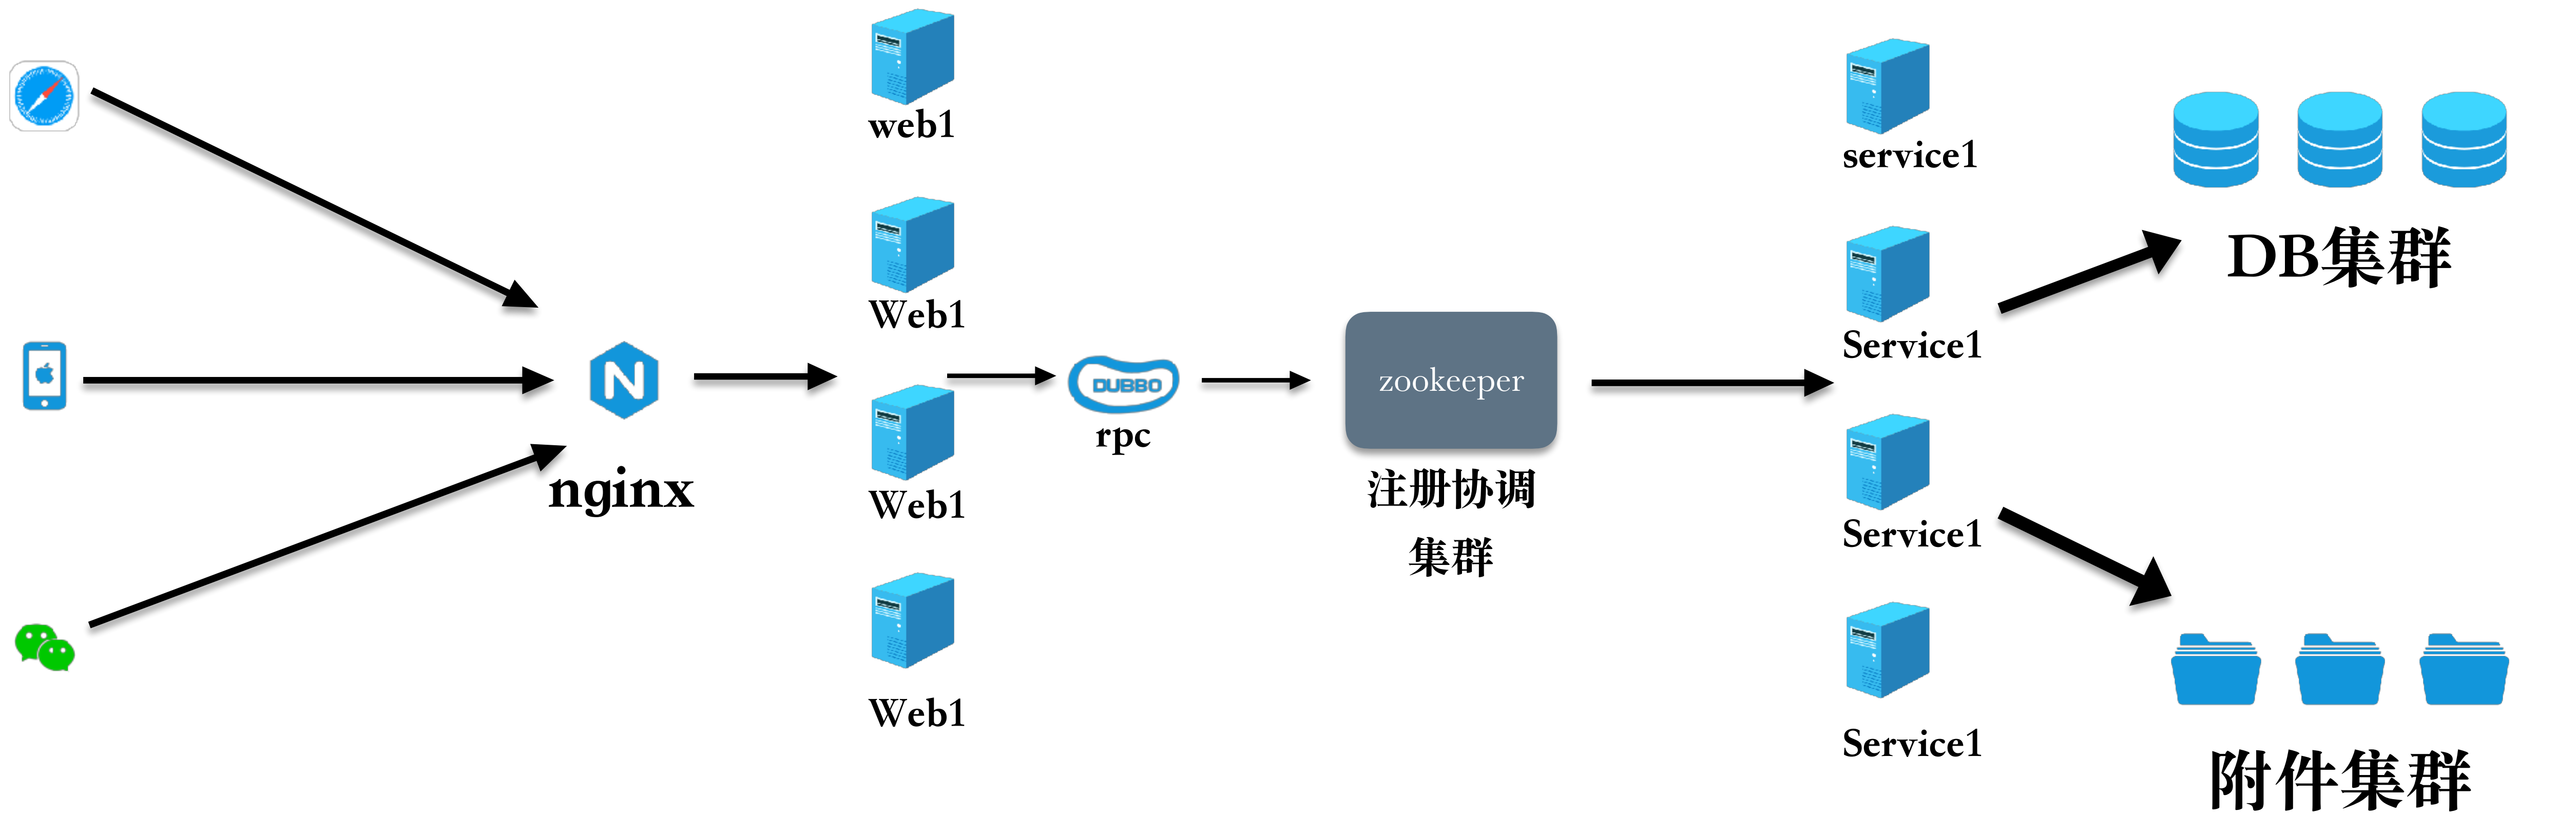 nginx
web1
Web1
Web1
Web1
DUBBO
rpc
zookeeper
注册协调
集群
service1
Service1
Service1
Service1
DB集群
附件集群